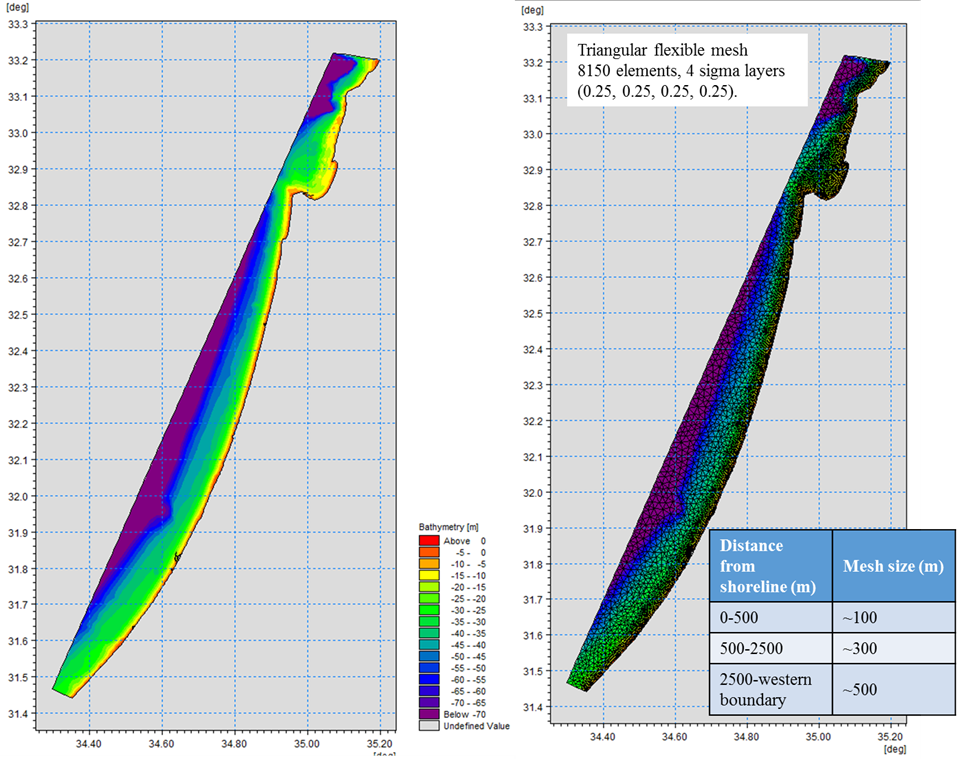 [deg]
33.3
33.2
33.1
33.0
32.9
32.8
32.7
32.6
32.5
32.4
32.3
32.2
32.1
32.0
31.9
31.8
31.7
31.6
31.5
31.4
34.40 34.60 34.80 35.00 35.20
[deg]
Bathymetry [m]
Above 0
-5 - 0
-10 - -5
-15 - -10
-20 - -15
-25 - -20
-30 - -25
-35 - -30
-40 - -35
-45 - -40
-50 - -45
-55 - -50
-60 - -55
-65 - -60
-70 - -65
Below -70
Undefined Value
[deg]
33.3
33.2
33.1
33.0
32.9
32.8
32.7
32.6
32.5
32.4
32.3
32.2
32.1
32.0
31.9
31.8
31.7
31.6
31.5
31.4
34.40 34.60 34.80 35.00 35.20
[deg]
Triangular flexible mesh
8150 elements, 4 sigma layers
(0.25, 0.25, 0.25, 0.25).
Distance
from
shoreline (m)
Mesh size (m)
0-500 ~100
500-2500 ~300
2500-western
boundary
~500